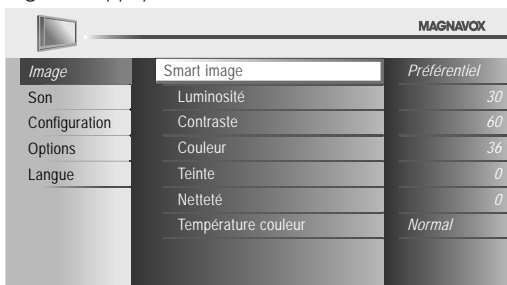 MAGNAVOX
Image Smart image Préférentiel
Son Luminosité 30
Configuration Contraste 60
Options Couleur 36
Langue Teinte 0
Netteté 0
Température couleur Normal